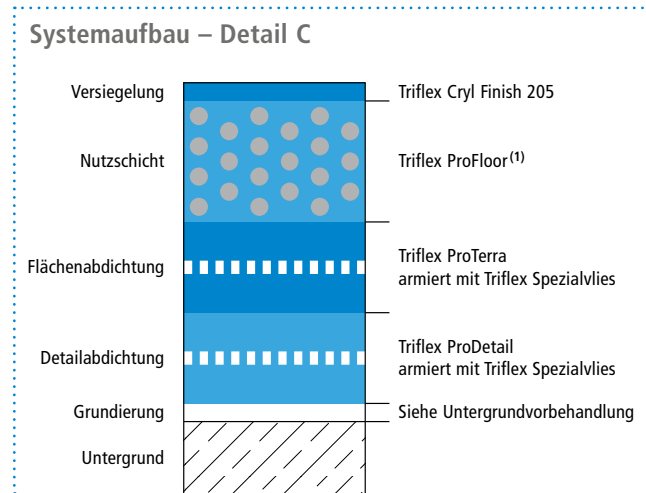 Systemaufbau – Detail C
Versiegelung
Triflex Cryl Finish 205
Nutzschicht
Triflex ProFloor(1)
Flächenabdichtung
Triflex ProTerra
armiert mit Triflex Spezialvlies
Detailabdichtung
Triflex ProDetail
armiert mit Triflex Spezialvlies
Grundierung
Siehe Untergrundvorbehandlung
Untergrund